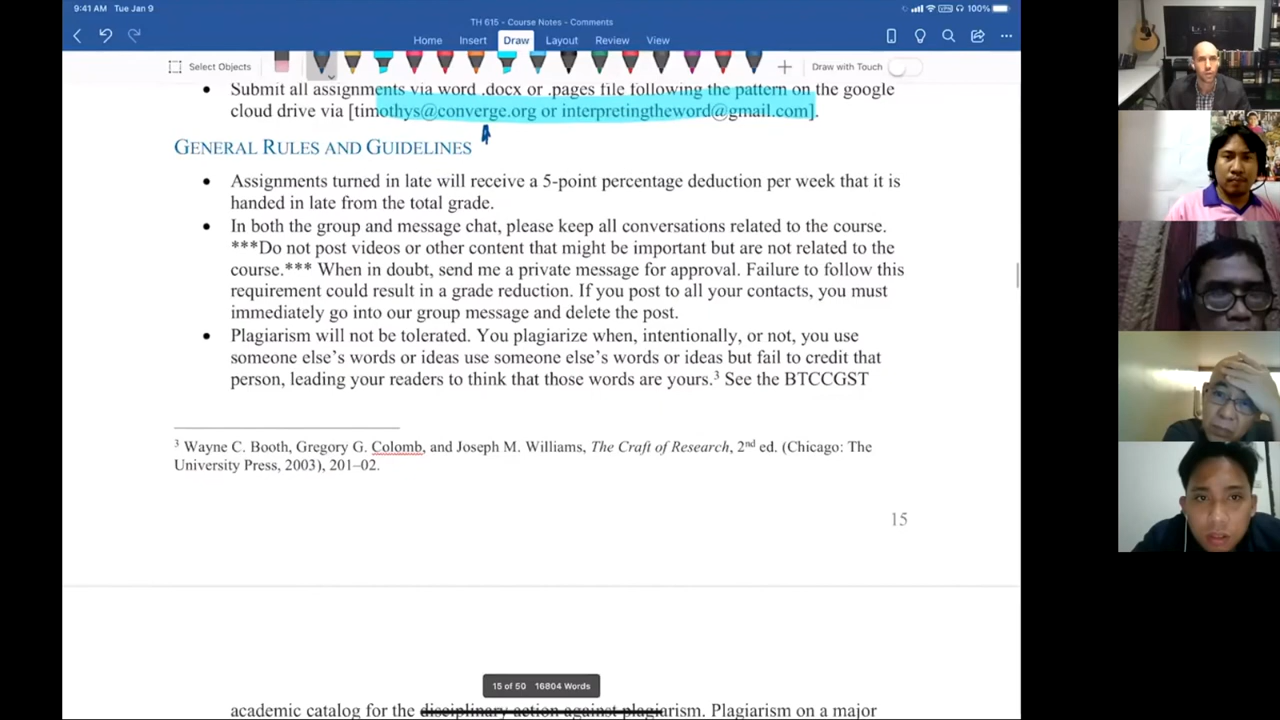 9:41 AM Tue Jan 9
100%
TH 615 - Course Notes - Comments
Home Insert Draw Layout Review View
Select Objects
Draw with Touch
• Submit all assignments via word .docx or .pages file following the pattern on the google
cloud drive via [timothys@converge.org or interpretingtheword@gmail.com].
GENERAL RULES AND GUIDELINES
• Assignments turned in late will receive a 5-point percentage deduction per week that it is
handed in late from the total grade.
• In both the group and message chat, please keep all conversations related to the course.
***Do not post videos or other content that might be important but are not related to the
course.*** When in doubt, send me a private message for approval. Failure to follow this
requirement could result in a grade reduction. If you post to all your contacts, you must
immediately go into our group message and delete the post.
• Plagiarism will not be tolerated. You plagiarize when, intentionally, or not, you use
someone else’s words or ideas use someone else’s words or ideas but fail to credit that
person, leading your readers to think that those words are yours.3 See the BTCCGST
3 Wayne C. Booth, Gregory G. Colomb, and Joseph M. Williams, The Craft of Research, 2nd ed. (Chicago: The
University Press, 2003), 201–02.
15
15 of 50 16804 Words
academic catalog for the disciplinary action against plagiarism. Plagiarism on a major